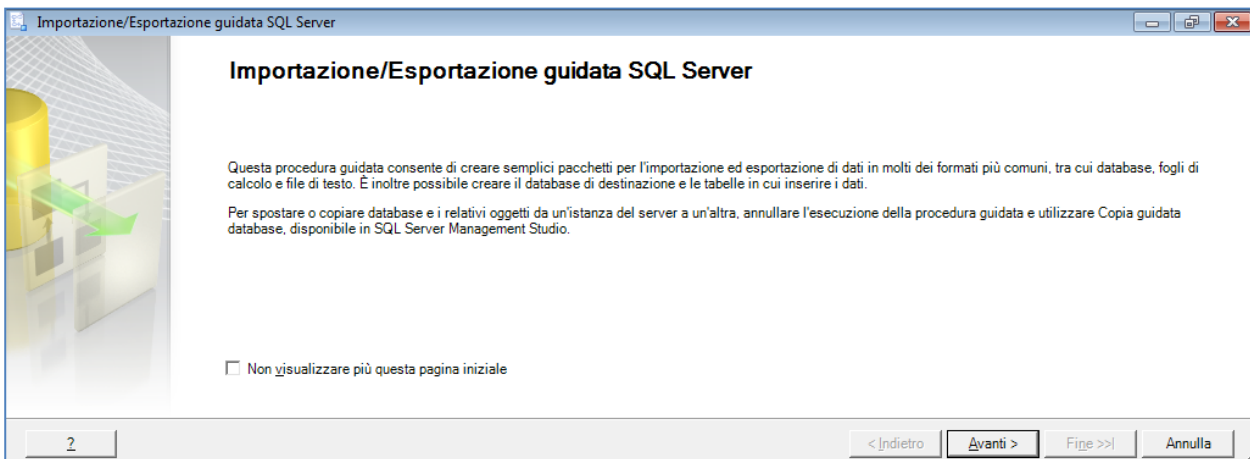 Importazione/Esportazione guidata SQL Server
Importazione/Esportazione guidata SQL Server
Questa procedura guidata consente di creare semplici pacchetti per l'importazione ed esportazione di dati in molti dei formati più comuni, tra cui database, fogli di
calcolo e file di testo. È inoltre possibile creare il database di destinazione e le tabelle in cui inserire i dati.
Per spostare o copiare database e i relativi oggetti da un'istanza del server a un'altra, annullare l'esecuzione della procedura guidata e utilizzare Copia guidata
database, disponibile in SQL Server Management Studio.
Non visualizzare più questa pagina iniziale
? < Indietro Avanti > Fine >>| Annulla